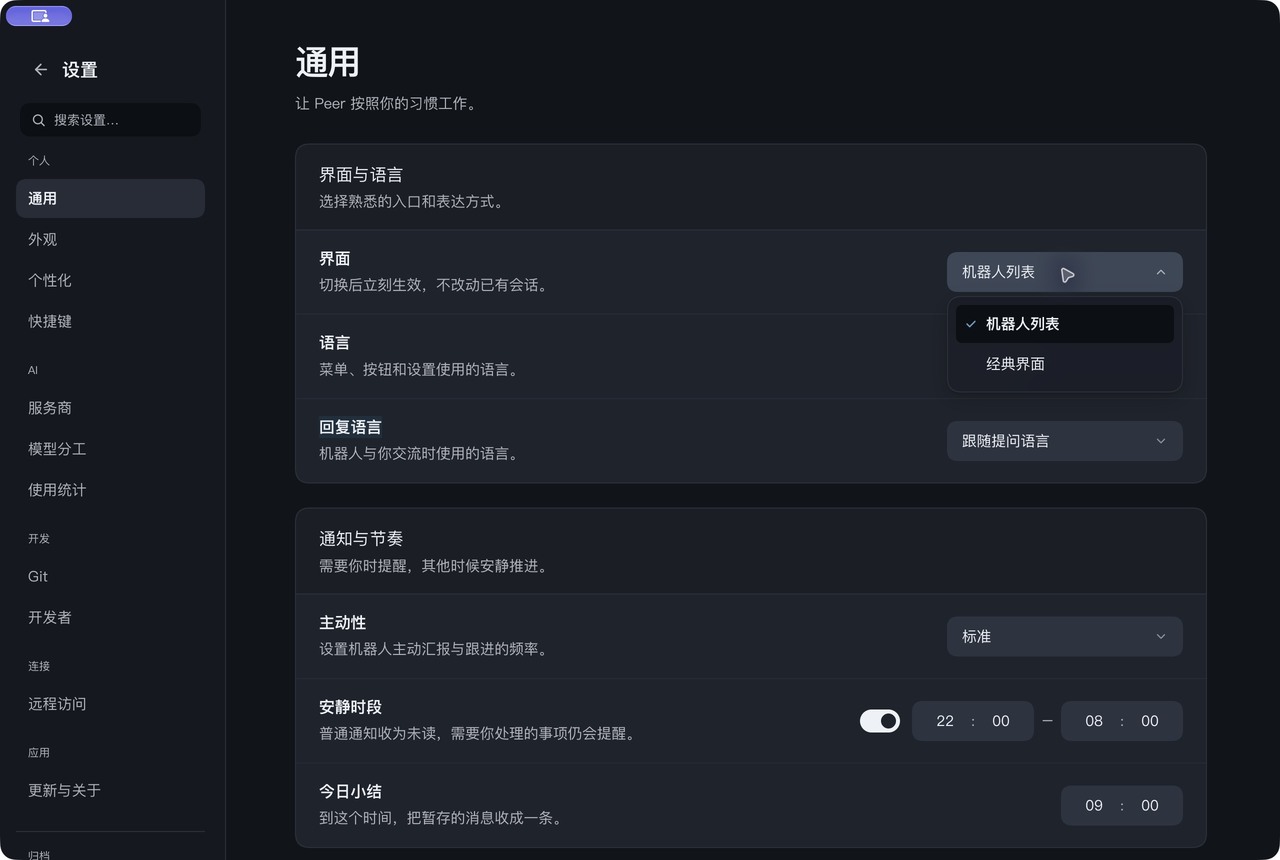 设置
搜索设置...
个人
通用
外观
个性化
快捷键
AI
服务商
模型分工
使用统计
开发
Git
开发者
连接
远程访问
应用
更新与关于
归档
通用
让 Peer 按照你的习惯工作。
界面与语言
选择熟悉的入口和表达方式。
界面
切换后立刻生效，不改动已有会话。
机器人列表
机器人列表
经典界面
语言
菜单、按钮和设置使用的语言。
回复语言
机器人与你交流时使用的语言。
跟随提问语言
通知与节奏
需要你时提醒，其他时候安静推进。
主动性
设置机器人主动汇报与跟进的频率。
标准
安静时段
普通通知收为未读，需要你处理的事项仍会提醒。
22 : 00 — 08 : 00
今日小结
到这个时间，把暂存的消息收成一条。
09 : 00